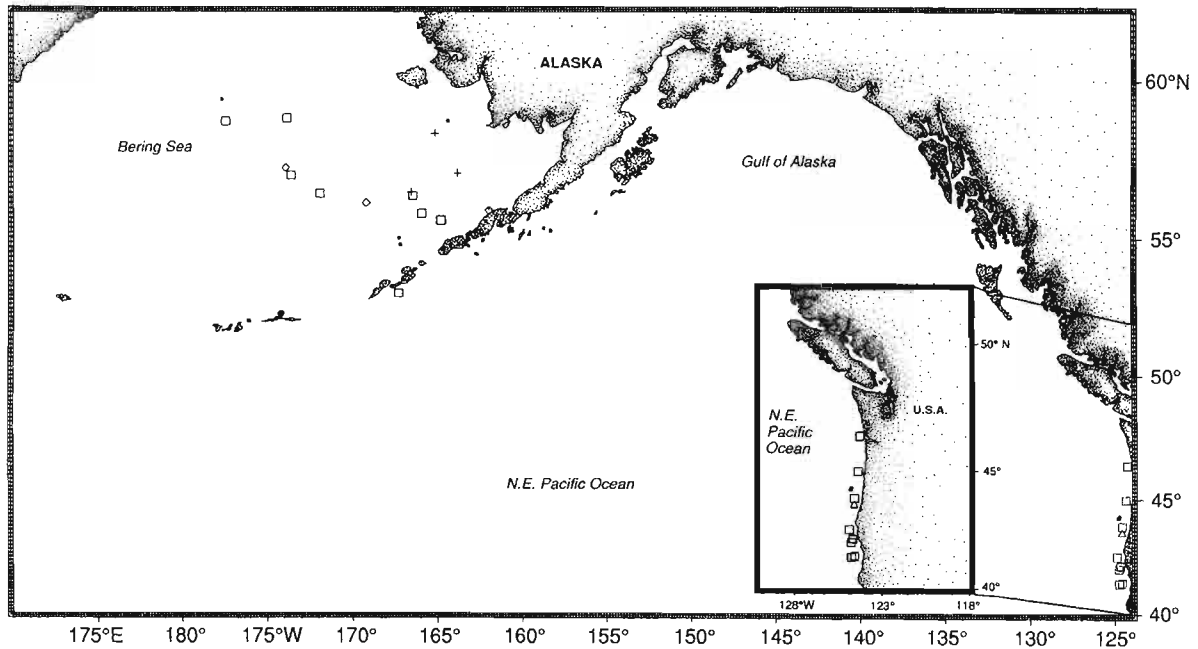 ALASKA
60°N
Bering Sea
Gulf of Alaska
55°
50° N
50°
U.S.A.
N.E.
Pacific
Ocean
45°
N.E. Pacific Ocean
45°
40°
128°W 123° 118°
40°
175°E 180° 175°W 170° 165° 160° 155° 150° 145° 140° 135° 130° 125°